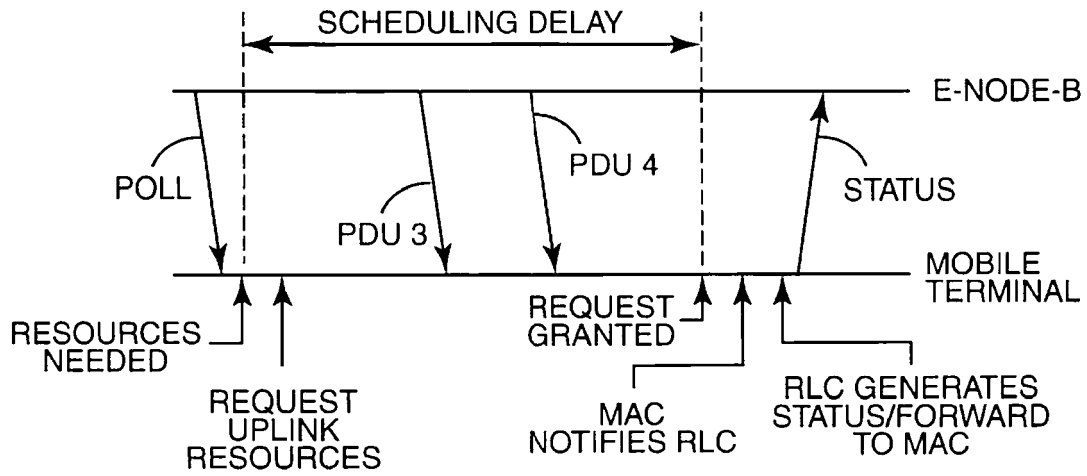 SCHEDULING DELAY
E-NODE-B
POLL
PDU 3
PDU 4
STATUS
MOBILE
TERMINAL
RESOURCES
NEEDED
REQUEST
UPLINK
RESOURCES
REQUEST
GRANTED
MAC
NOTIFIES RLC
RLC GENERATES
STATUS/FORWARD
TO MAC